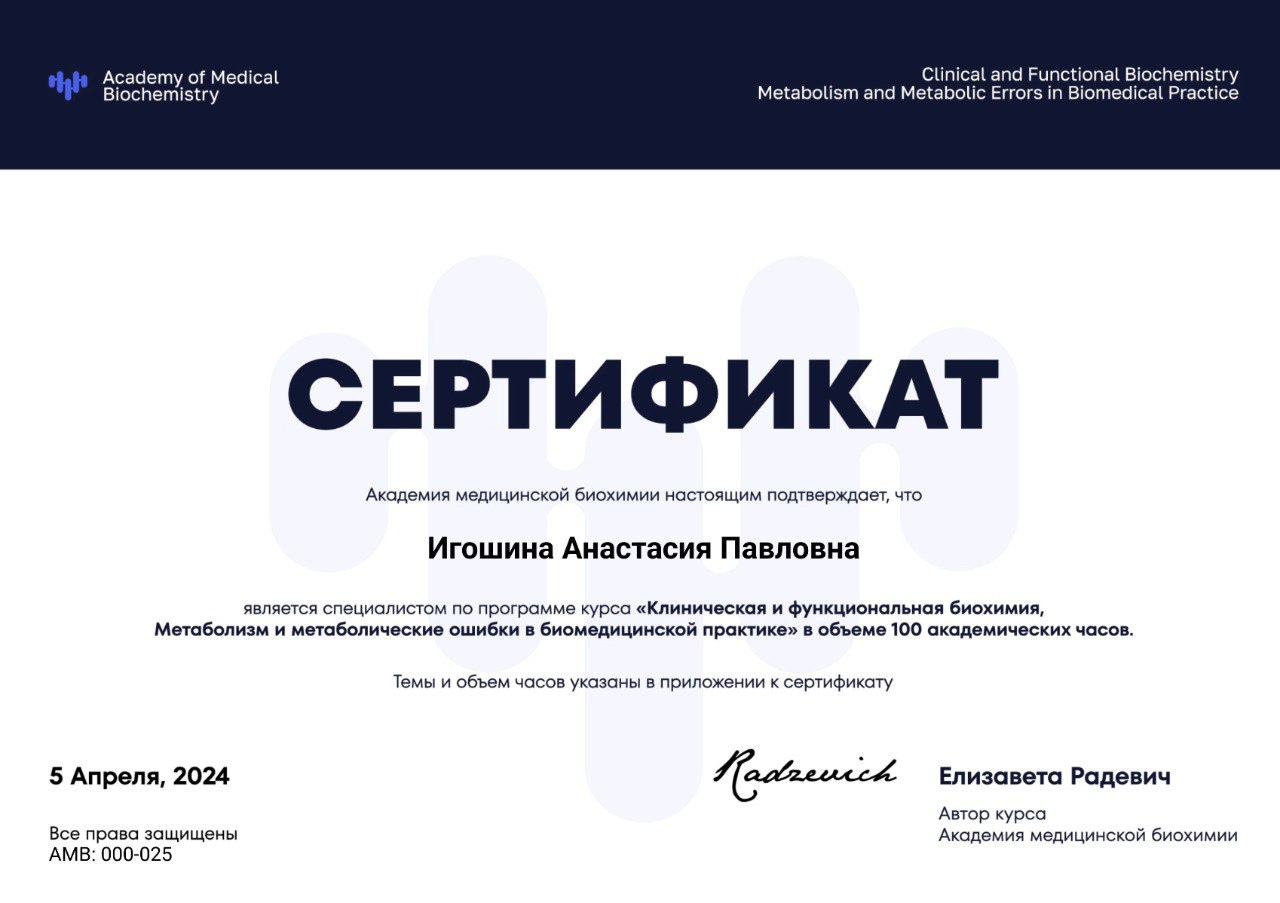 Academy of Medical
Biochemistry
Clinical and Functional Biochemistry
Metabolism and Metabolic Errors in Biomedical Practice
СЕРТИФИКАТ
Академия медицинской биохимии настоящим подтверждает, что
Игошина Анастасия Павловна
является специалистом по программе курса «Клиническая и функциональная биохимия,
Метаболизм и метаболические ошибки в биомедицинской практике» в объеме 100 академических часов.
Темы и объем часов указаны в приложении к сертификату
5 Апреля, 2024
Radzevich
Елизавета Радевич
Автор курса
Академия медицинской биохимии
Все права защищены
АМВ: 000-025